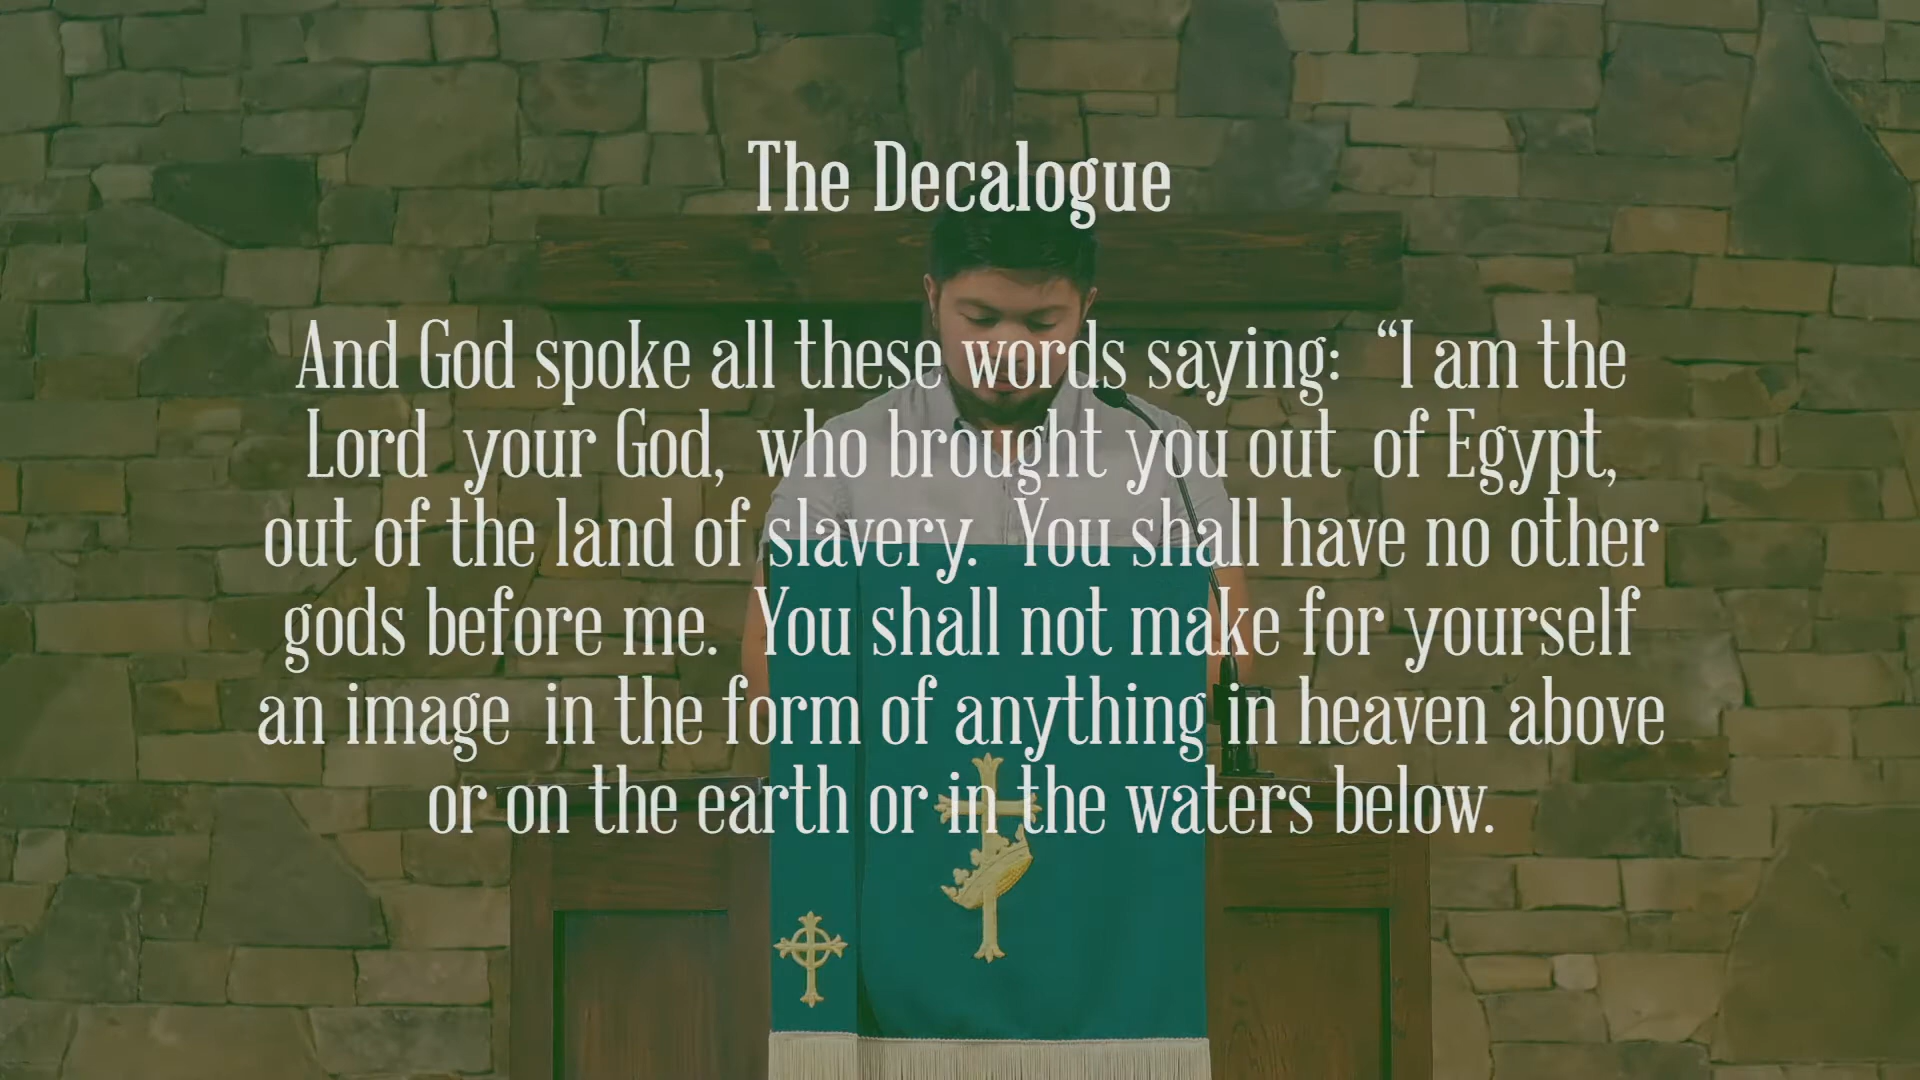 The Decalogue
And God spoke all these words saying: “I am the
Lord your God, who brought you out of Egypt,
out of the land of slavery. You shall have no other
gods before me. You shall not make for yourself
an image in the form of anything in heaven above
or on the earth or in the waters below.